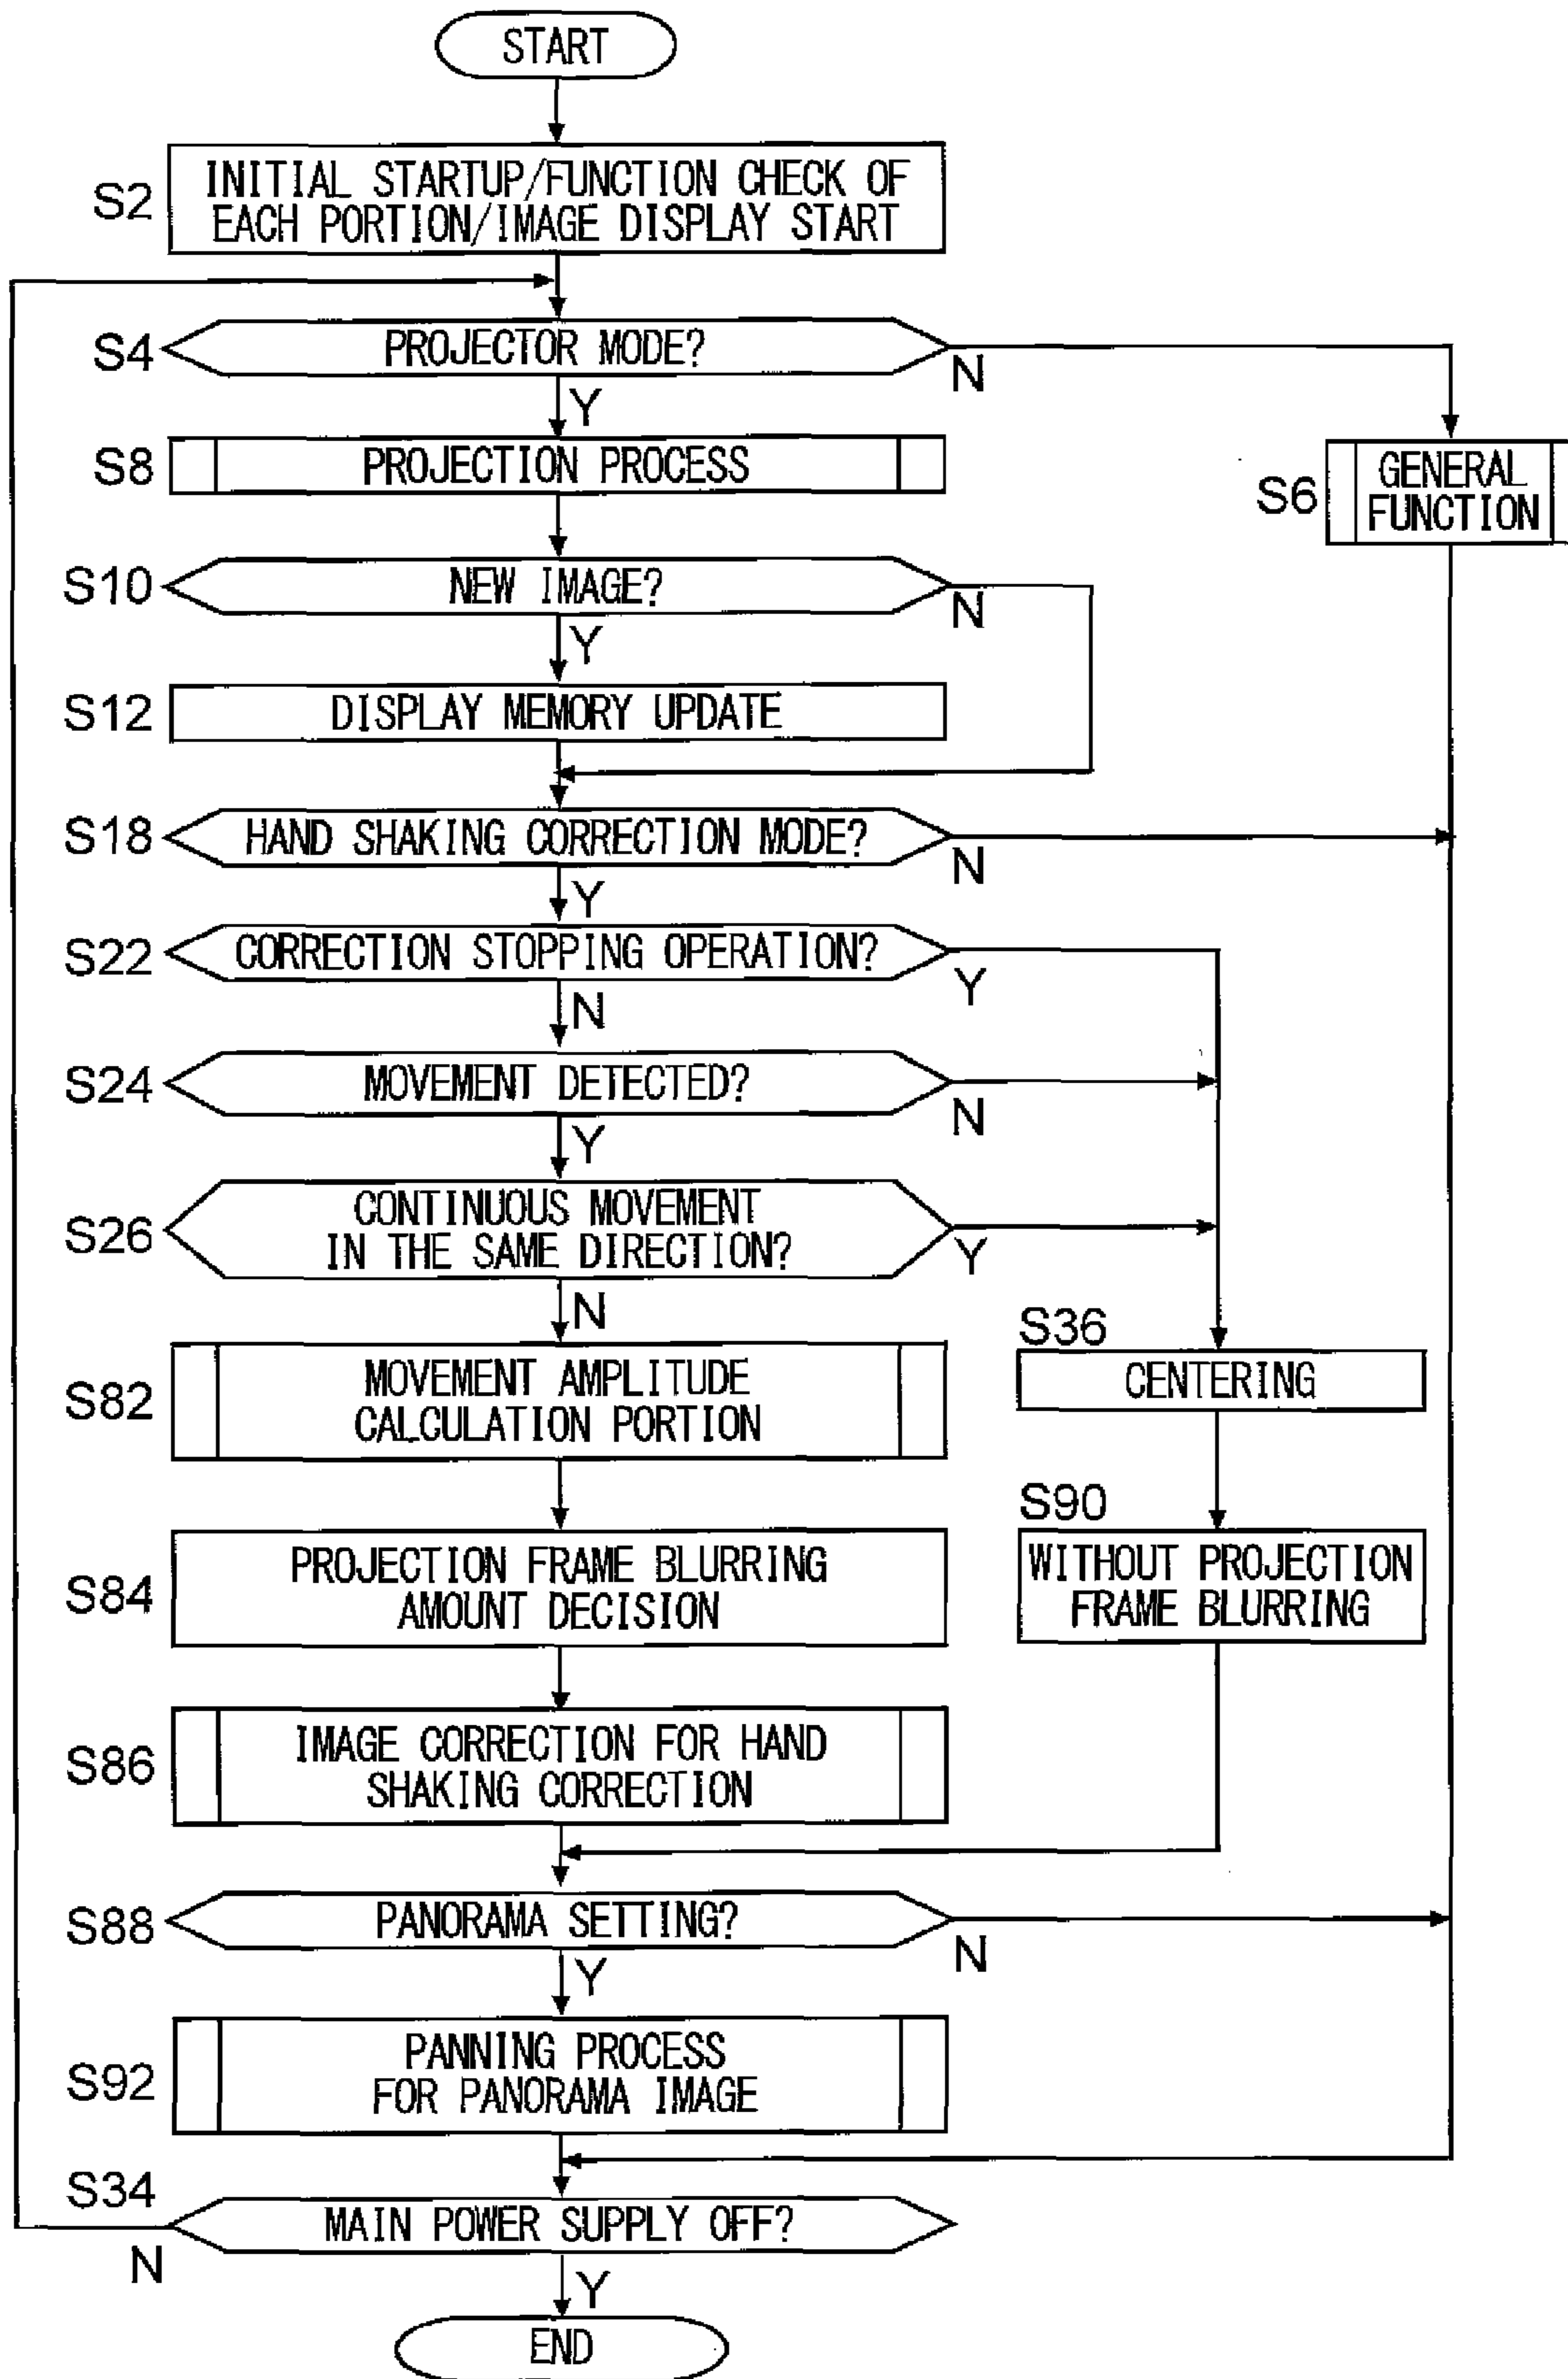 START
S2
INITIAL STARTUP/FUNCTION CHECK OF
EACH PORTION/IMAGE DISPLAY START
S4
PROJECTOR MODE?
N
Y
S8
PROJECTION PROCESS
S6
GENERAL
FUNCTION
S10
NEW IMAGE?
N
Y
S12
DISPLAY MEMORY UPDATE
S18
HAND SHAKING CORRECTION MODE?
N
Y
S22
CORRECTION STOPPING OPERATION?
Y
N
S24
MOVEMENT DETECTED?
N
Y
S26
CONTINUOUS MOVEMENT
IN THE SAME DIRECTION?
Y
N
S82
MOVEMENT AMPLITUDE
CALCULATION PORTION
S36
CENTERING
S84
PROJECTION FRAME BLURRING
AMOUNT DECISION
S90
WITHOUT PROJECTION
FRAME BLURRING
S86
IMAGE CORRECTION FOR HAND
SHAKING CORRECTION
S88
PANORAMA SETTING?
N
Y
S92
PANNING PROCESS
FOR PANORAMA IMAGE
S34
MAIN POWER SUPPLY OFF?
N
Y
END